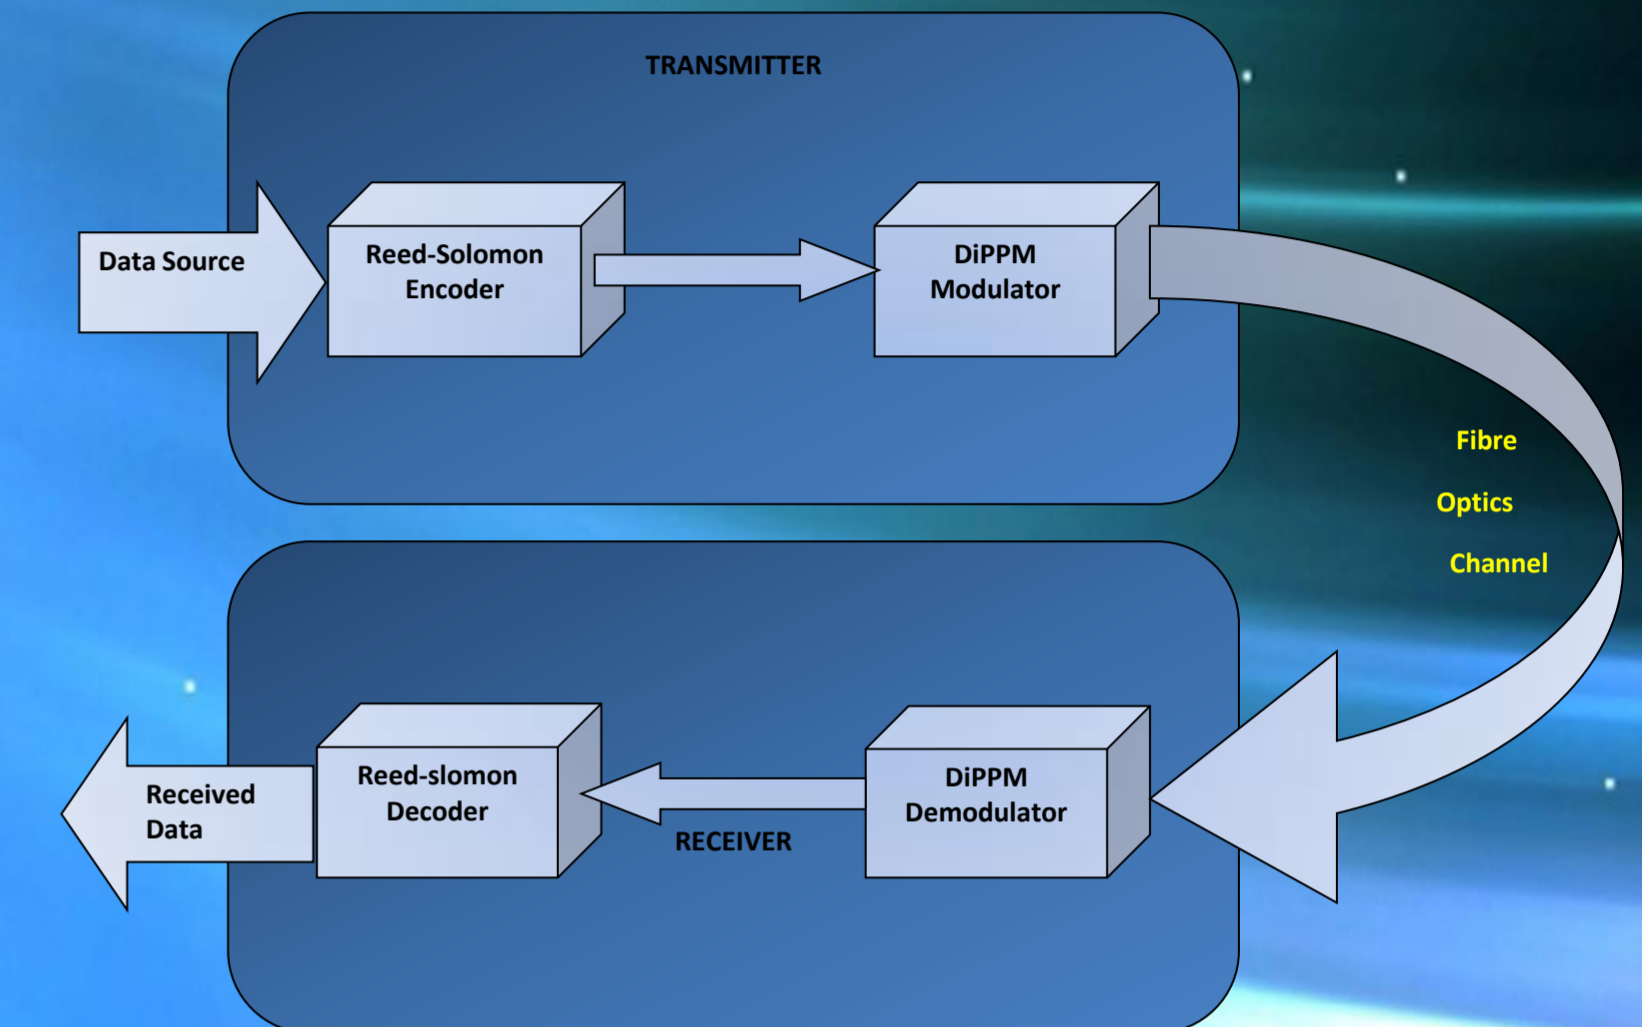 TRANSMITTER
Data Source
Reed-Solomon
Encoder
DiPPM
Modulator
Fibre
Optics
Channel
DiPPM
Demodulator
RECEIVER
Reed-slomon
Decoder
Received
Data